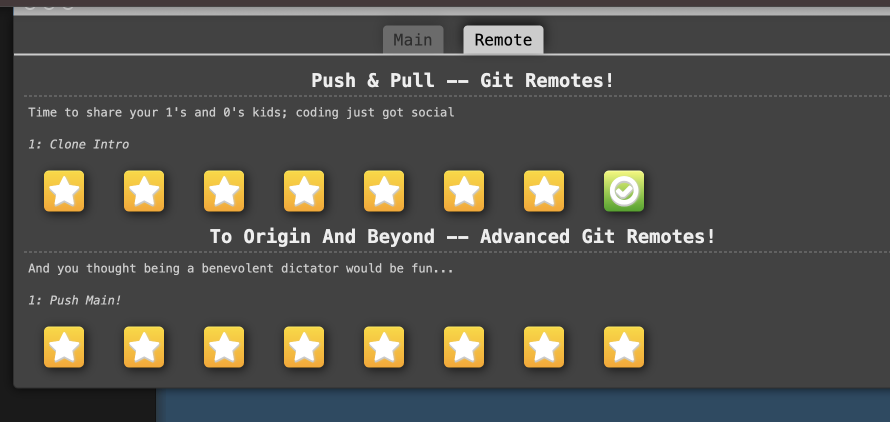 Main
Remote
Push & Pull -- Git Remotes!
Time to share your 1's and 0's kids; coding just got social
1: Clone Intro
To Origin And Beyond -- Advanced Git Remotes!
And you thought being a benevolent dictator would be fun...
1: Push Main!